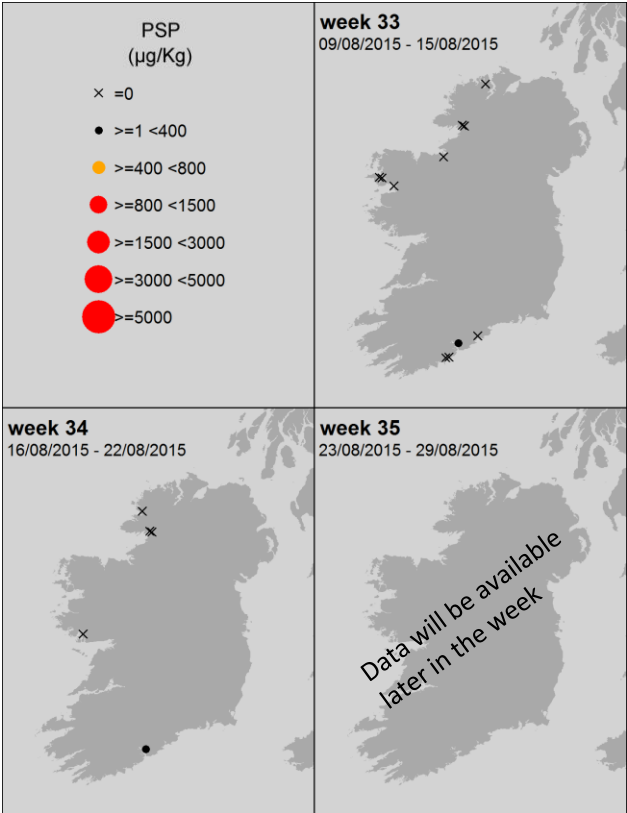 PSP
(µg/Kg)
=0
>=1 <400
>=400 <800
>=800 <1500
>=1500 <3000
>=3000 <5000
>=5000
week 33
09/08/2015 - 15/08/2015
week 34
16/08/2015 - 22/08/2015
week 35
23/08/2015 - 29/08/2015
Data will be available
later in the week